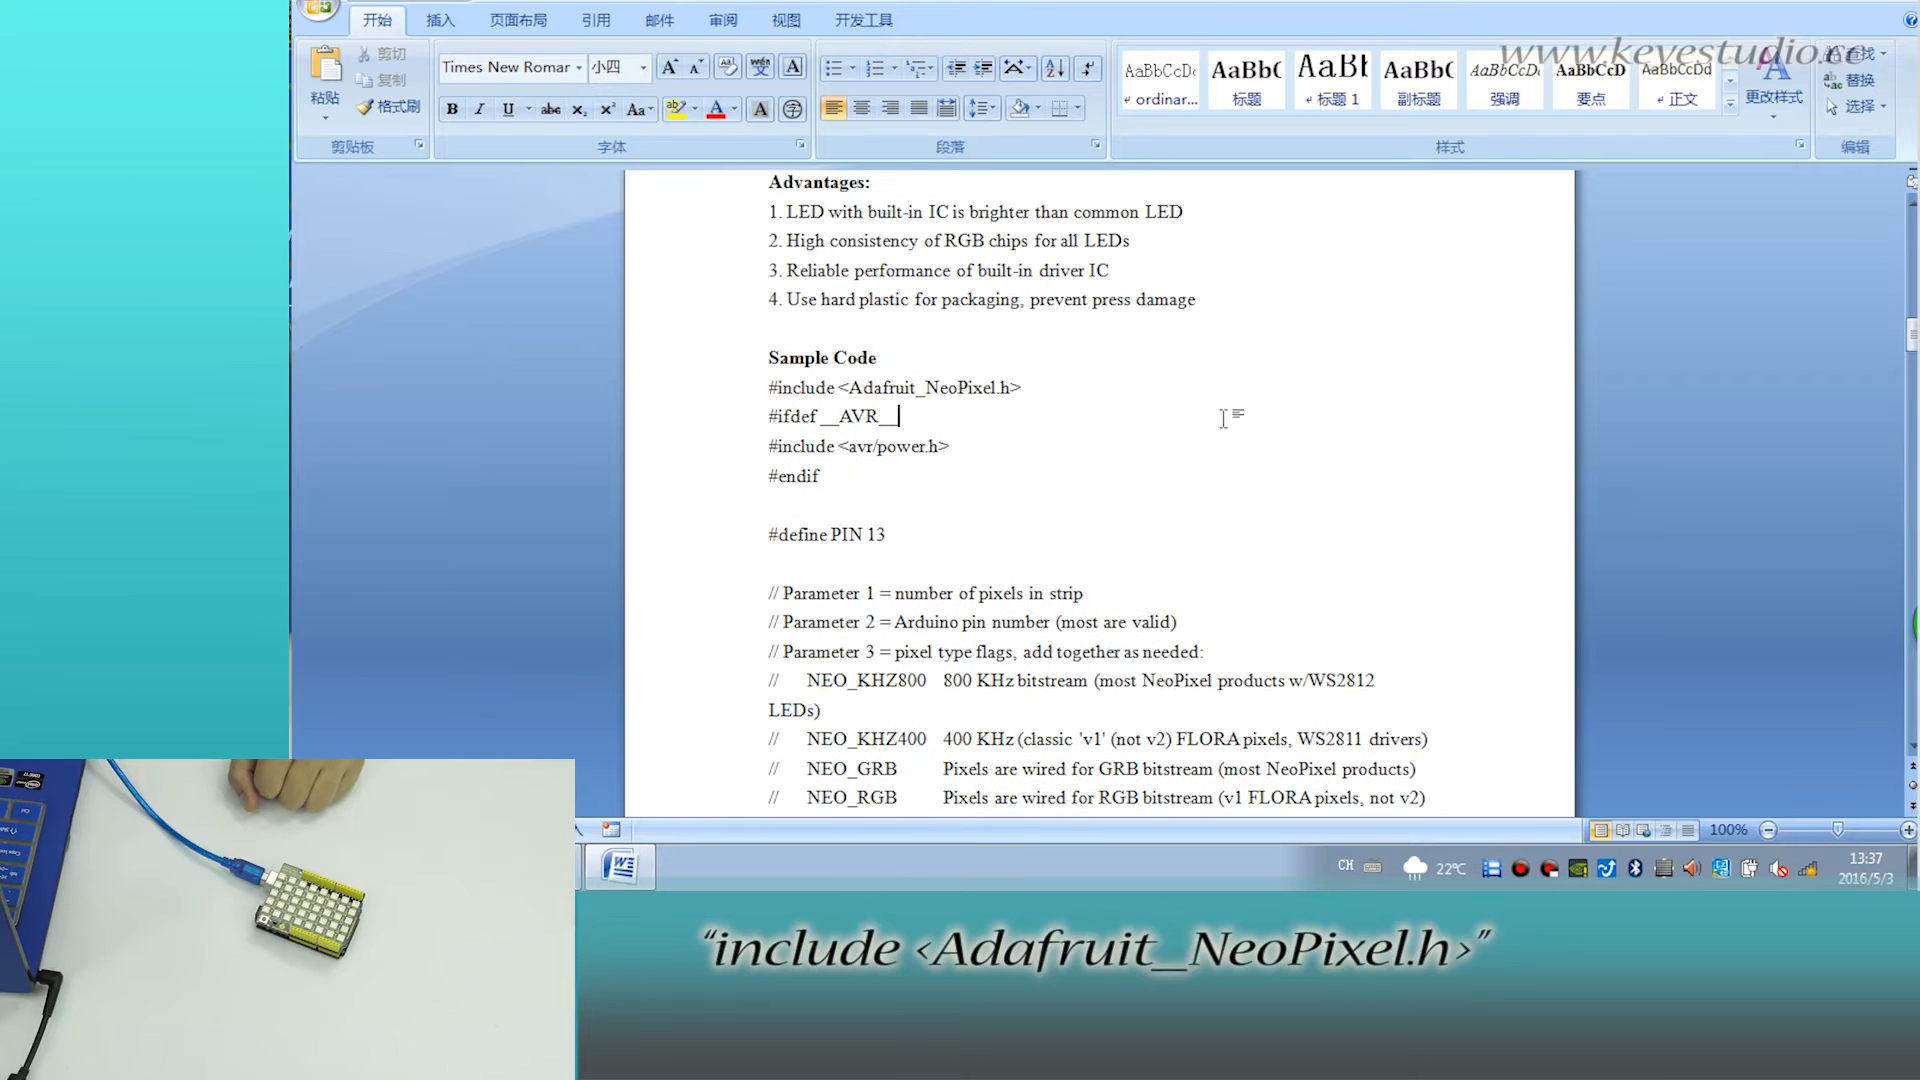 开始 插入 页面布局 引用 邮件 审阅 视图 开发工具
www.keyestudio.cc
粘贴 剪切 复制 格式刷
Times New Romar 小四
AaBbCcDc ordinar...
AaBbC 标题
AaBl 标题 1
AaBbC 副标题
AaBbCcD 强调
AaBbCcD 要点
AaBbCcDd 正文
更改样式
查找
替换
选择
剪贴板 字体 段落 样式 编辑
Advantages:
1. LED with built-in IC is brighter than common LED
2. High consistency of RGB chips for all LEDs
3. Reliable performance of built-in driver IC
4. Use hard plastic for packaging, prevent press damage
Sample Code
#include <Adafruit_NeoPixel.h>
#ifdef __AVR__
#include <avr/power.h>
#endif
#define PIN 13
// Parameter 1 = number of pixels in strip
// Parameter 2 = Arduino pin number (most are valid)
// Parameter 3 = pixel type flags, add together as needed:
// NEO_KHZ800 800 KHz bitstream (most NeoPixel products w/WS2812
LEDs)
// NEO_KHZ400 400 KHz (classic 'v1' (not v2) FLORA pixels, WS2811 drivers)
// NEO_GRB Pixels are wired for GRB bitstream (most NeoPixel products)
// NEO_RGB Pixels are wired for RGB bitstream (v1 FLORA pixels, not v2)
100%
CH 22℃ 13:37
2016/5/3
“include <Adafruit_NeoPixel.h>”